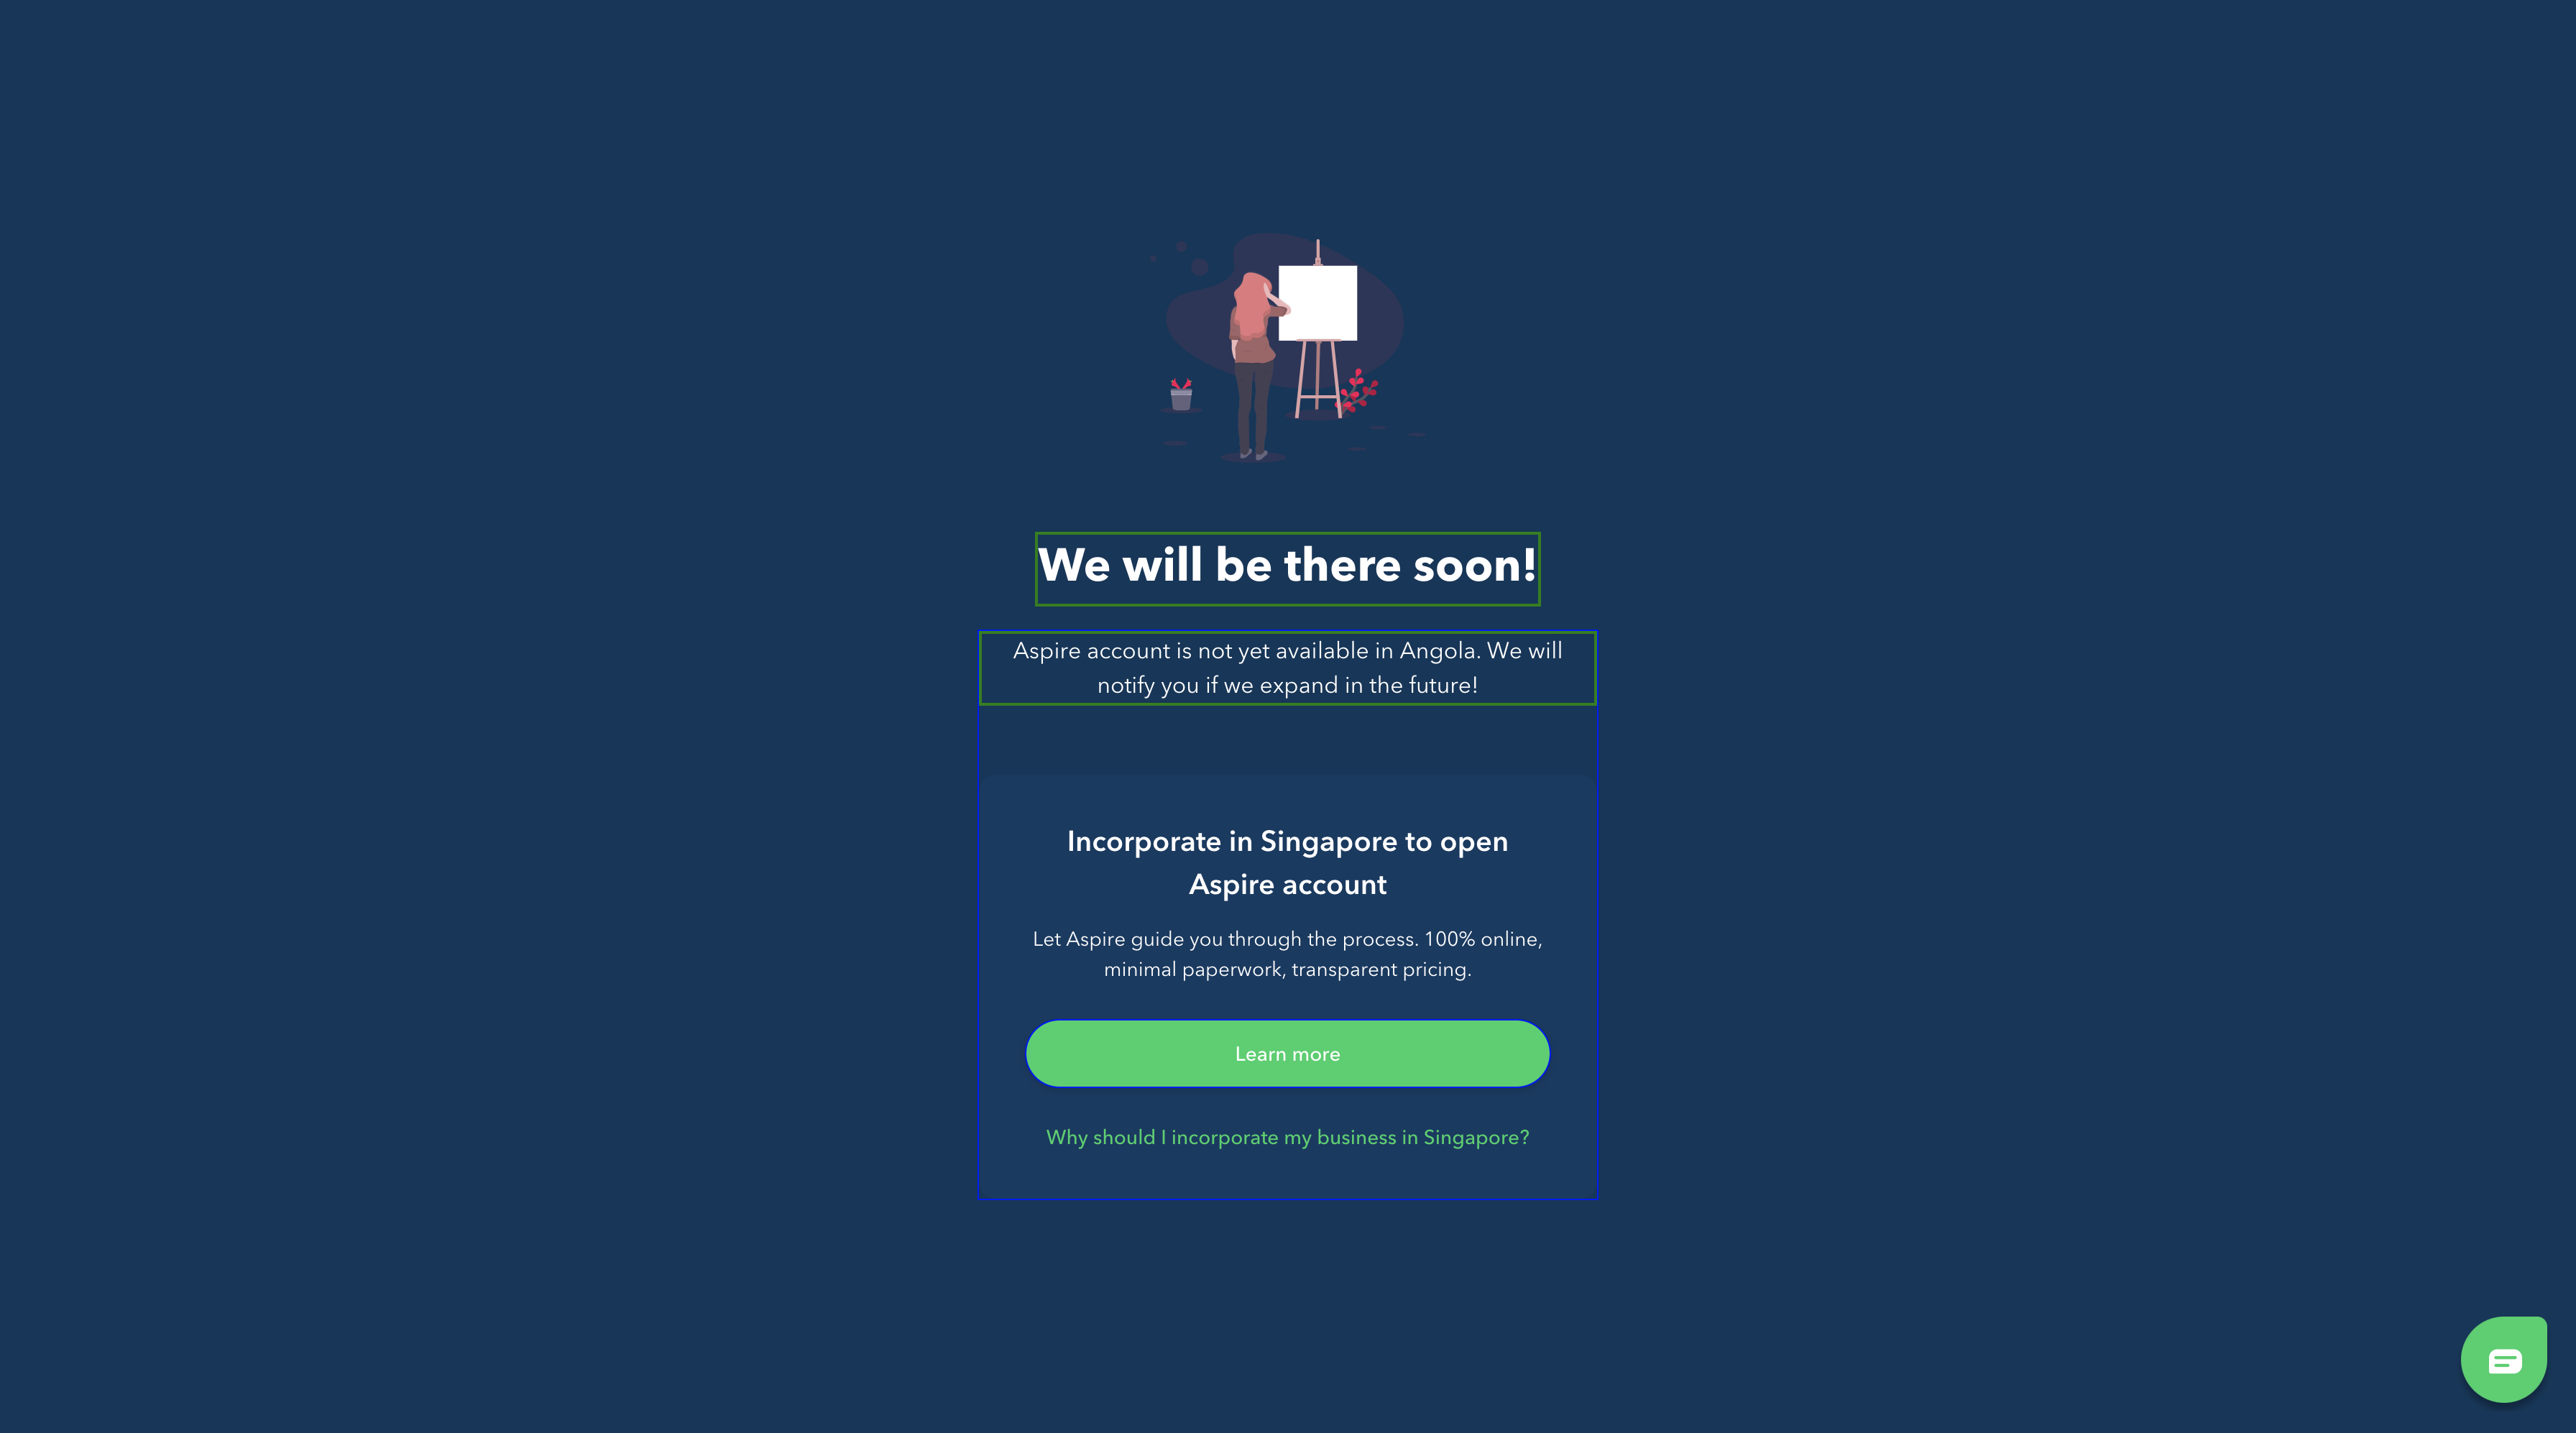 We will be there soon!
Aspire account is not yet available in Angola. We will
notify you if we expand in the future!
Incorporate in Singapore to open
Aspire account
Let Aspire guide you through the process. 100% online,
minimal paperwork, transparent pricing.
Learn more
Why should I incorporate my business in Singapore?